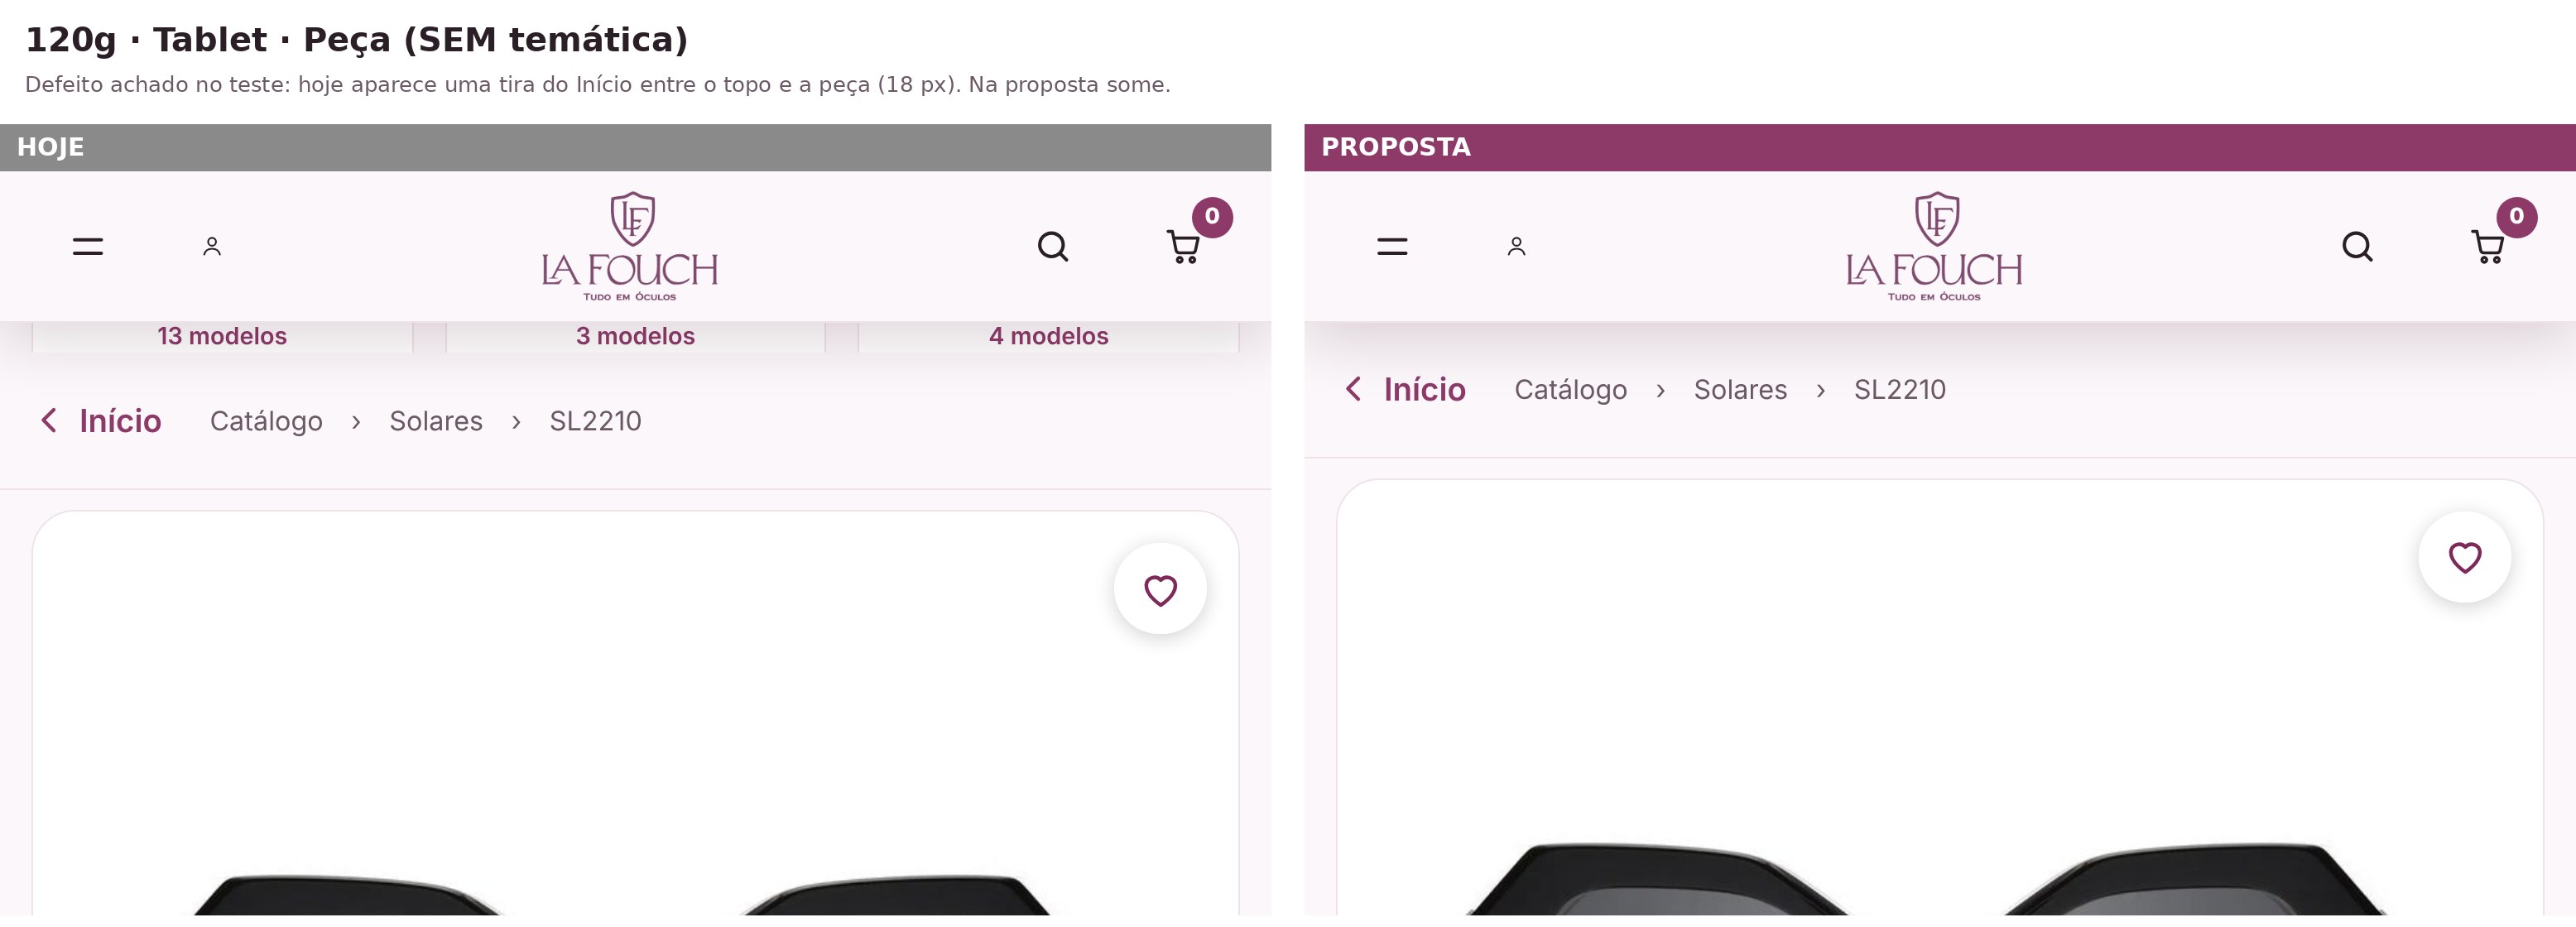 120g · Tablet · Peça (SEM temática)
Defeito achado no teste: hoje aparece uma tira do Início entre o topo e a peça (18 px). Na proposta some.
HOJE
LF
LA FOUCH
TUDO EM ÓCULOS
0
13 modelos
3 modelos
4 modelos
Início Catálogo › Solares › SL2210
PROPOSTA
LF
LA FOUCH
TUDO EM ÓCULOS
0
Início Catálogo › Solares › SL2210